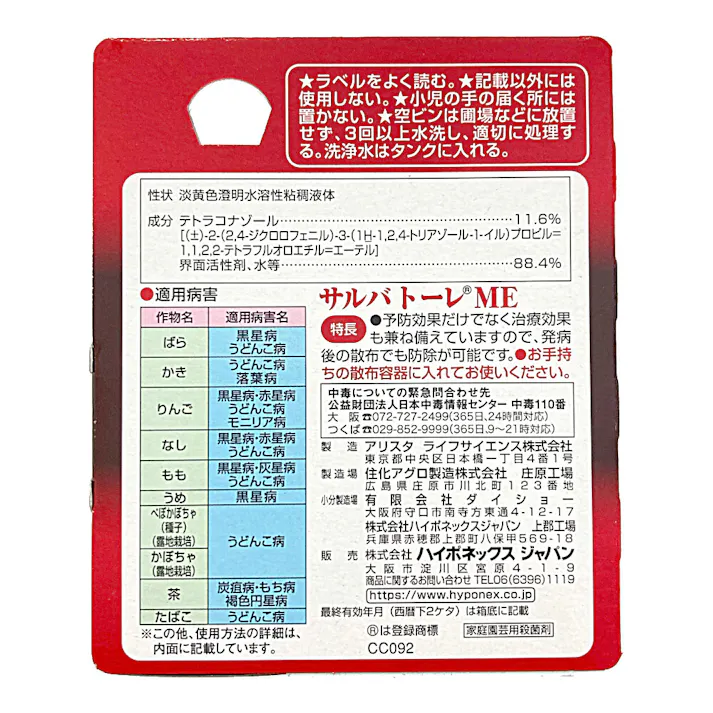 ★ラベルをよく読む。★記載以外には
使用しない。★小児の手の届く所には
置かない。★空ビンは圃場などに放置
せず、3回以上水洗し、適切に処理す
る。洗浄水はタンクに入れる。
性状 淡黄色澄明水溶性粘稠液体
成分 テトラコナゾール……11.6%
[(±)-2-(2,4-ジクロロフェニル)-3-(1H-1,2,4-トリアゾール-1-イル)プロピル=
1,1,2,2-テトラフルオロエチル=エーテル]
界面活性剤、水等……88.4%
●適用病害
作物名 適用病害名
ばら 黒星病
うどんこ病
かき うどんこ病
落葉病
りんご 黒星病・赤星病
うどんこ病
モニリア病
なし 黒星病・赤星病
うどんこ病
もも 黒星病・灰星病
うどんこ病
うめ 黒星病
ぺぽかぼちゃ
(種子)
(露地栽培)
かぼちゃ
(露地栽培)
うどんこ病
茶 炭疽病・もち病
褐色円星病
たばこ うどんこ病
※この他、使用方法の詳細は、
内面に記載しています。
サルバトーレ®ME
特長 ●予防効果だけでなく治療効果
も兼ね備えていますので、発病
後の散布でも防除が可能です。●お手持
ちの散布容器に入れてお使いください。
中毒についての緊急問合わせ先
公益財団法人日本中毒情報センター 中毒110番
大 阪 ☎072-727-2499(365日、24時間対応)
つくば ☎029-852-9999(365日、9~21時対応)
製 造 アリスタ ライフサイエンス株式会社
東京都中央区日本橋一丁目4番1号
製造場 住化アグロ製造株式会社 庄原工場
広島県庄原市川北町123番地
小分製造場 有限会社ダイショー
大阪府守口市南寺方東通4-12-17
株式会社ハイポネックスジャパン 上郡工場
兵庫県赤穂郡上郡町八保甲569-18
販 売 株式会社ハイポネックス ジャパン
大阪市淀川区宮原4-1-9
商品に関するお問い合わせ TEL06(6396)1119
https://www.hyponex.co.jp
最終有効年月(西暦下2ケタ)は箱底に記載
®は登録商標 家庭園芸用殺菌剤
CC092